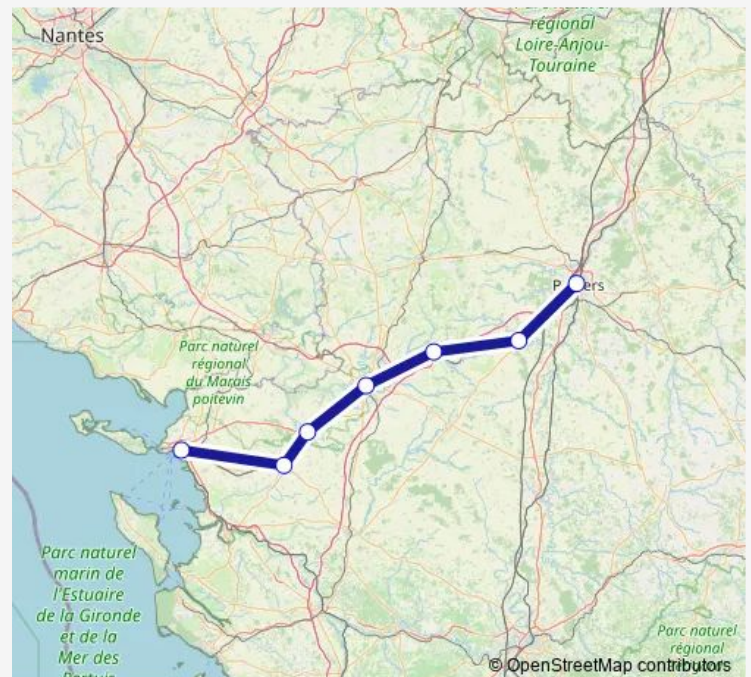 Nantes
régional
Loire-Anjou-
Touraine
Parc naturel
régional
du Marais
poitevin
Parc naturel
marin de
l'Estuaire
de la Gironde
et de la
Mer des
Parc naturel
régional
© OpenStreetMap contributors